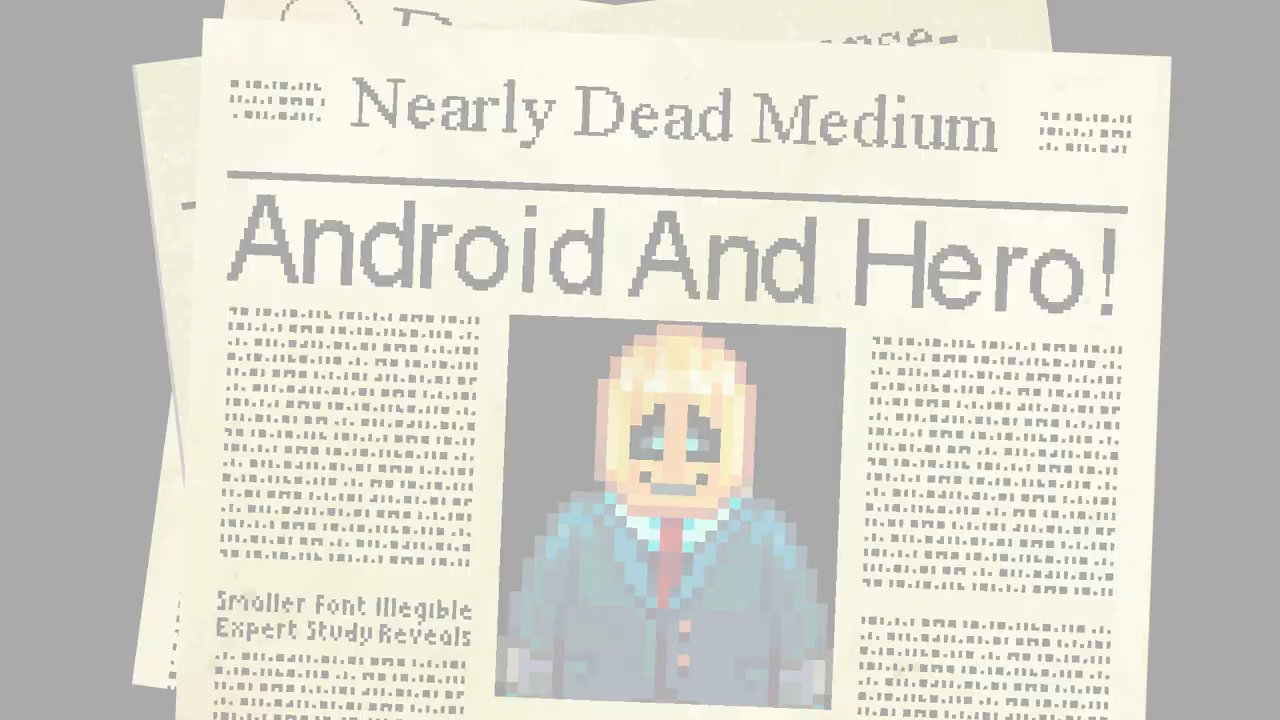 Nearly Dead Medium
Android And Hero!
Smaller Font Illegible
Expert Study Reveals